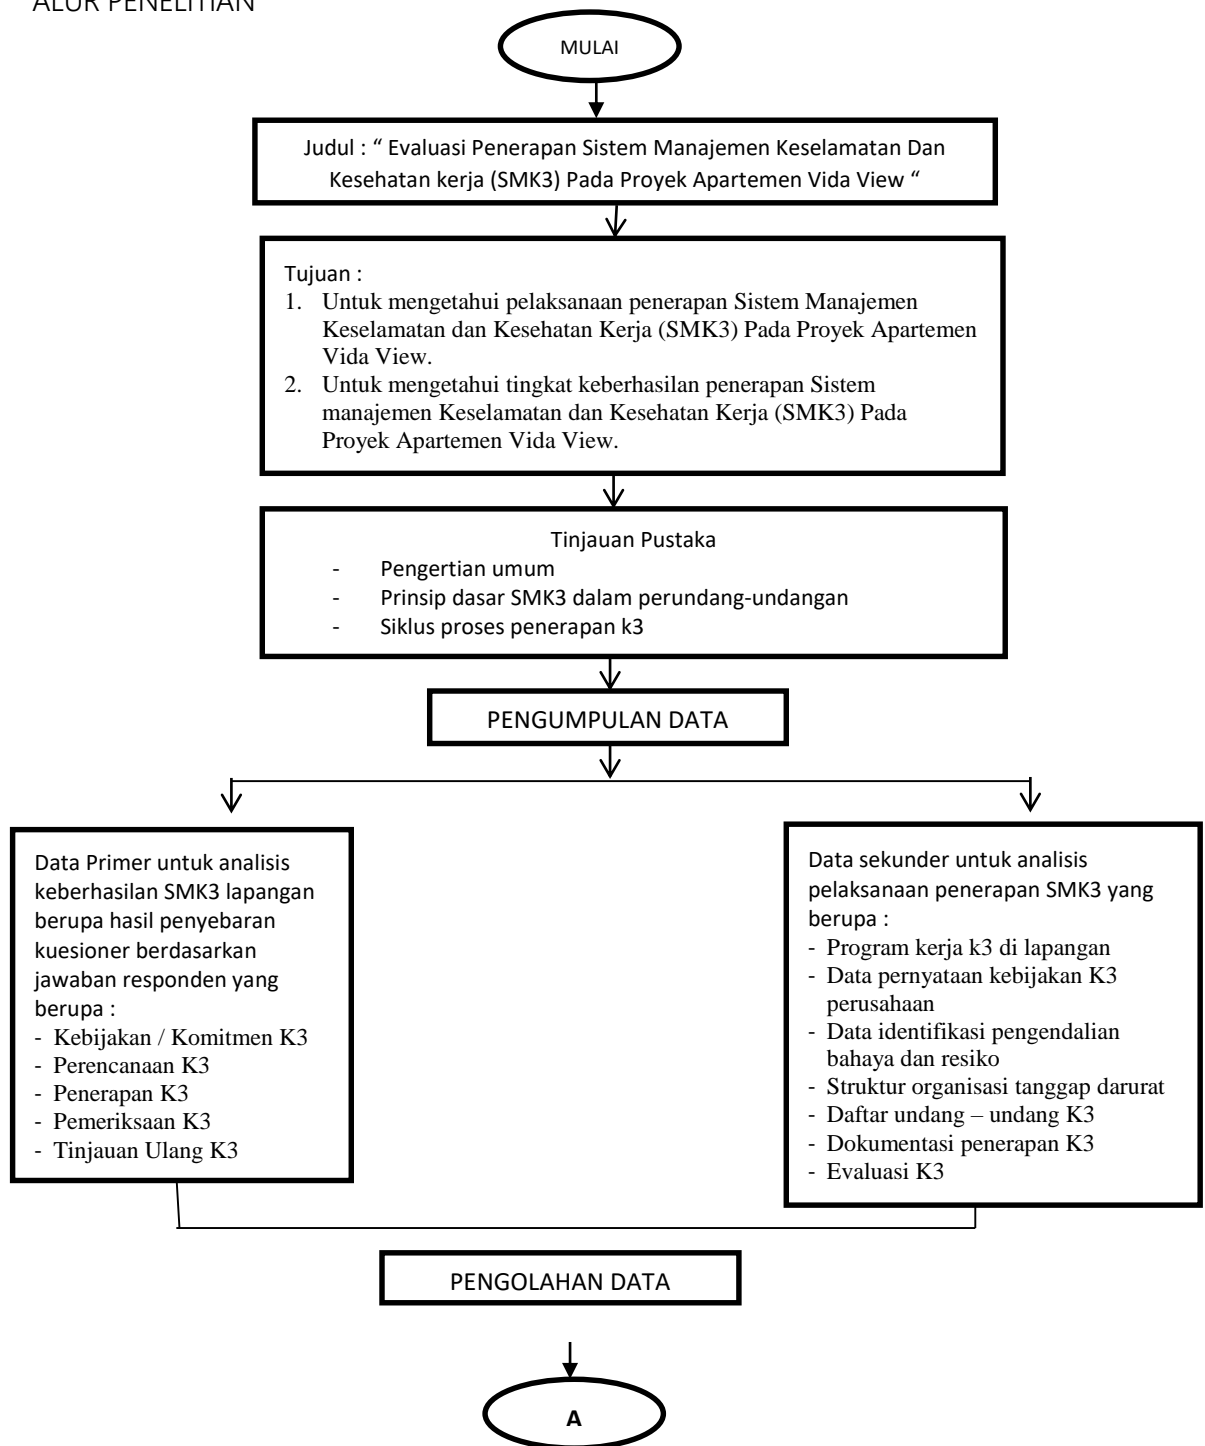 ALUR PENELITIAN
MULAI
Judul : “ Evaluasi Penerapan Sistem Manajemen Keselamatan Dan
Kesehatan kerja (SMK3) Pada Proyek Apartemen Vida View “
Tujuan :
1. Untuk mengetahui pelaksanaan penerapan Sistem Manajemen
Keselamatan dan Kesehatan Kerja (SMK3) Pada Proyek Apartemen
Vida View.
2. Untuk mengetahui tingkat keberhasilan penerapan Sistem
manajemen Keselamatan dan Kesehatan Kerja (SMK3) Pada
Proyek Apartemen Vida View.
Tinjauan Pustaka
- Pengertian umum
- Prinsip dasar SMK3 dalam perundang-undangan
- Siklus proses penerapan k3
PENGUMPULAN DATA
Data Primer untuk analisis
keberhasilan SMK3 lapangan
berupa hasil penyebaran
kuesioner berdasarkan
jawaban responden yang
berupa :
- Kebijakan / Komitmen K3
- Perencanaan K3
- Penerapan K3
- Pemeriksaan K3
- Tinjauan Ulang K3
Data sekunder untuk analisis
pelaksanaan penerapan SMK3 yang
berupa :
- Program kerja k3 di lapangan
- Data pernyataan kebijakan K3
perusahaan
- Data identifikasi pengendalian
bahaya dan resiko
- Struktur organisasi tanggap darurat
- Daftar undang – undang K3
- Dokumentasi penerapan K3
- Evaluasi K3
PENGOLAHAN DATA
A